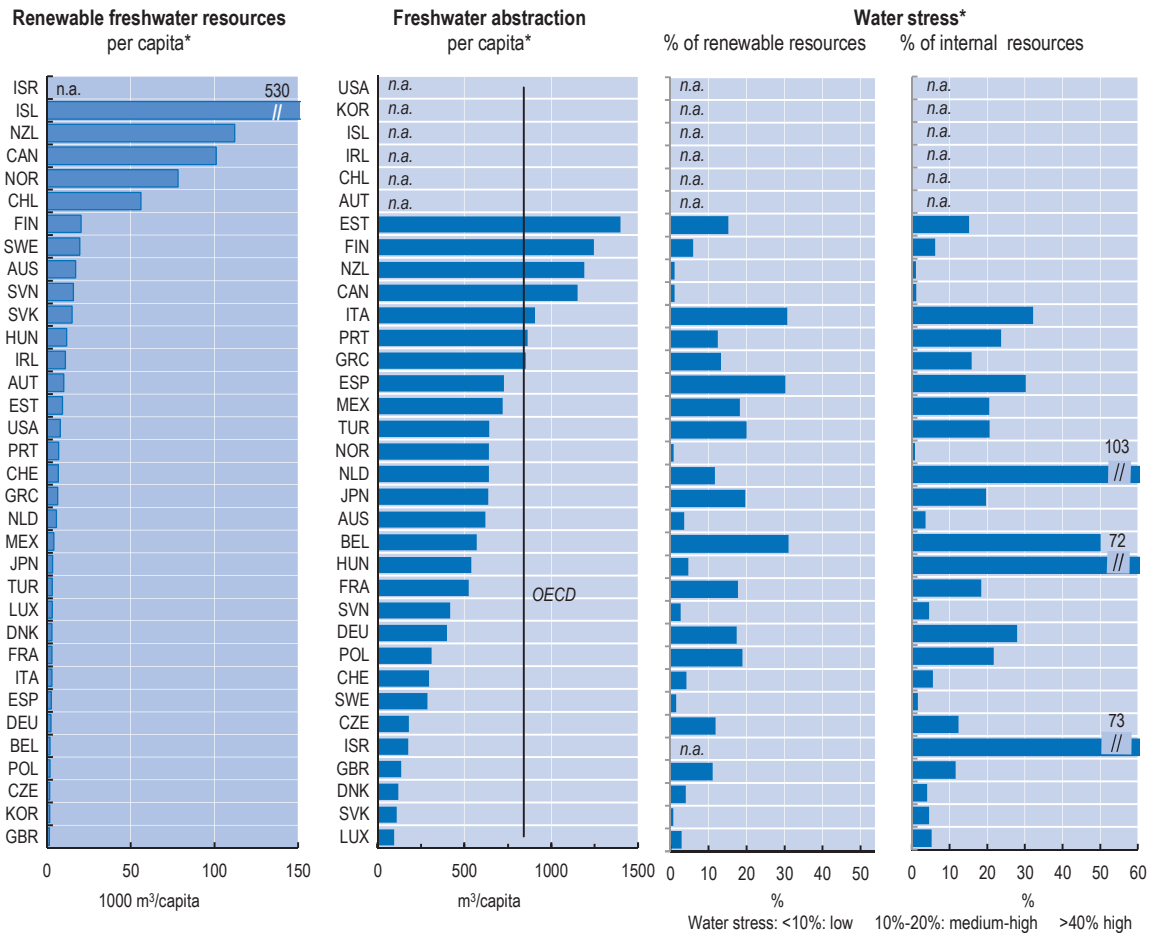 Renewable freshwater resources
per capita*
Freshwater abstraction
per capita*
Water stress*
% of renewable resources
% of internal resources
ISR
n.a.
530
ISL
//
NZL
CAN
NOR
CHL
FIN
SWE
AUS
SVN
SVK
HUN
IRL
AUT
EST
USA
PRT
CHE
GRC
NLD
MEX
JPN
TUR
LUX
DNK
FRA
ITA
ESP
DEU
BEL
POL
CZE
KOR
GBR
0 50 100 150
1000 m³/capita
USA n.a.
KOR n.a.
ISL n.a.
IRL n.a.
CHL n.a.
AUT n.a.
EST
FIN
NZL
CAN
ITA
PRT
GRC
ESP
MEX
TUR
NOR
NLD
JPN
AUS
BEL
HUN
FRA
OECD
SVN
DEU
POL
CHE
SWE
CZE
ISR
GBR
DNK
SVK
LUX
0 500 1000 1500
m³/capita
n.a.
n.a.
n.a.
n.a.
n.a.
n.a.
n.a.
0 10 20 30 40 50
%
n.a.
n.a.
n.a.
n.a.
n.a.
n.a.
103
//
72
//
73
//
0 10 20 30 40 50 60
%
Water stress: <10%: low 10%-20%: medium-high >40% high